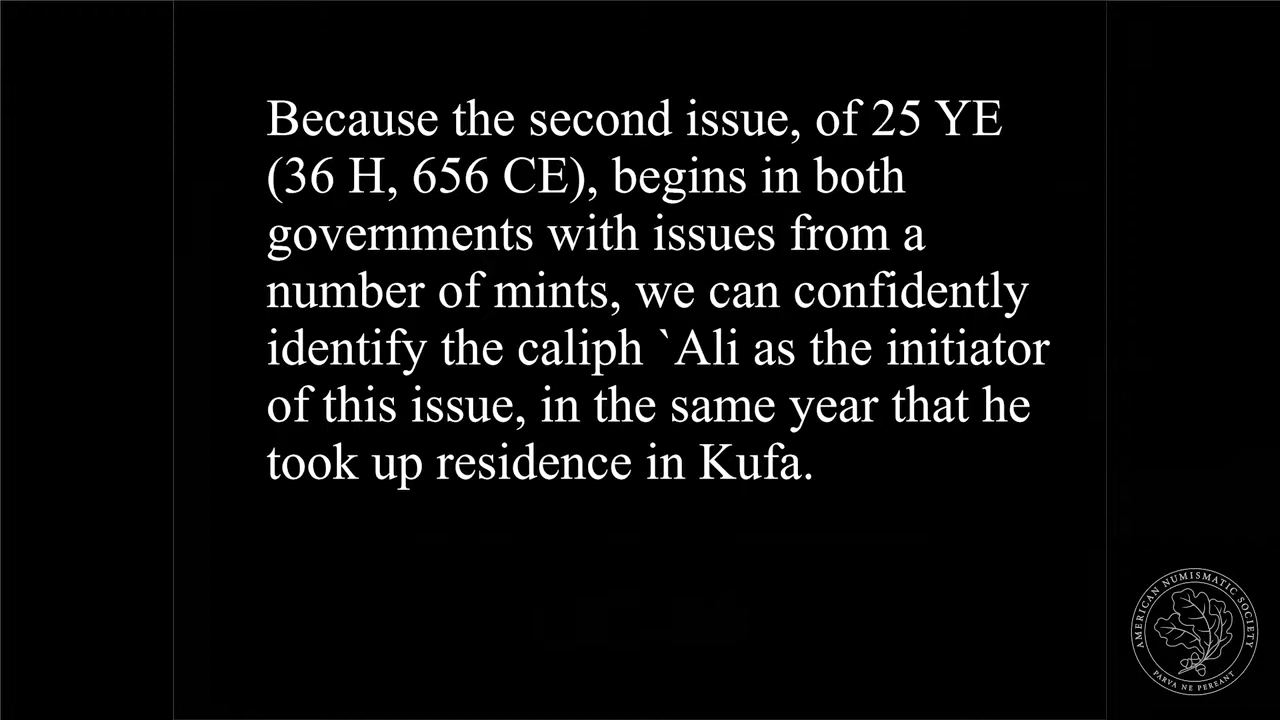 Because the second issue, of 25 YE
(36 H, 656 CE), begins in both
governments with issues from a
number of mints, we can confidently
identify the caliph `Ali as the initiator
of this issue, in the same year that he
took up residence in Kufa.
AMERICAN NUMISMATIC SOCIETY
PARVA NE PEREANT